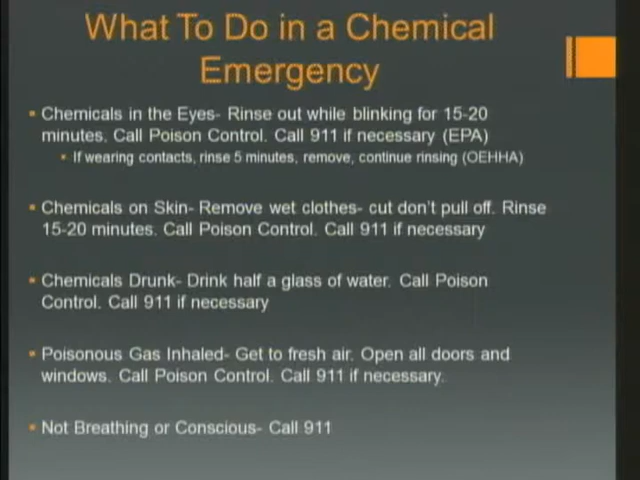 What To Do in a Chemical
Emergency
▪ Chemicals in the Eyes- Rinse out while blinking for 15-20
minutes. Call Poison Control. Call 911 if necessary (EPA)
▪ If wearing contacts, rinse 5 minutes, remove, continue rinsing (OEHHA)
▪ Chemicals on Skin- Remove wet clothes- cut don't pull off. Rinse
15-20 minutes. Call Poison Control. Call 911 if necessary
▪ Chemicals Drunk- Drink half a glass of water. Call Poison
Control. Call 911 if necessary
▪ Poisonous Gas Inhaled- Get to fresh air. Open all doors and
windows. Call Poison Control. Call 911 if necessary.
▪ Not Breathing or Conscious- Call 911